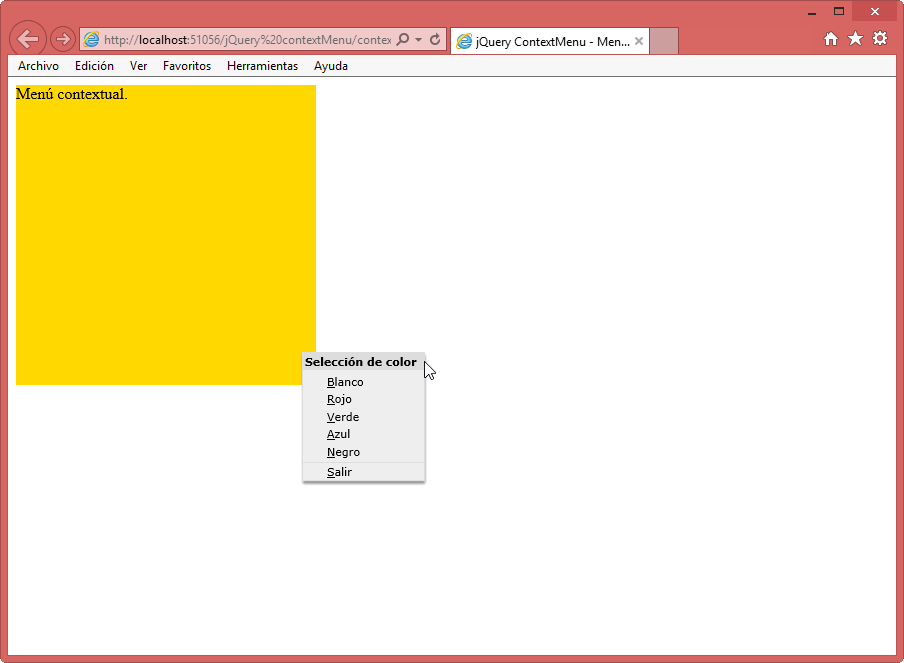 http://localhost:51056/jQuery%20contextMenu/contex
jQuery ContextMenu - Men...
Archivo Edición Ver Favoritos Herramientas Ayuda
Menú contextual.
Selección de color
Blanco
Rojo
Verde
Azul
Negro
Salir